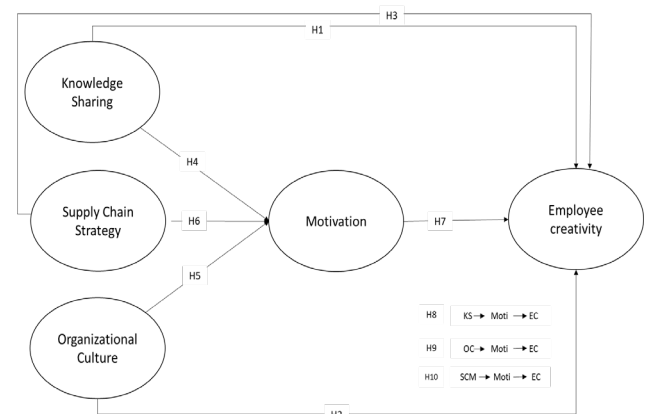 H3
H1
Knowledge
Sharing
H4
Supply Chain
Strategy
H6
Motivation
H7
Employee
creativity
H5
Organizational
Culture
H8 KS→ Moti →EC
H9 OC→ Moti →EC
H10 SCM → Moti → EC